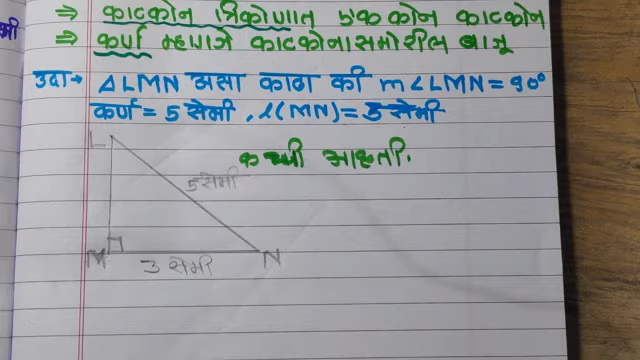 ⇒ काटकोन त्रिकोणात एक कोन काटकोन
⇒ कर्ण म्हणजे काटकोनासमोरील बाजू
उदा→ ΔLMN असा काढा की m∠LMN=90°
कर्ण = 5 सेमी, l(MN)= 3 सेमी
कच्ची आकृती.
L
5 सेमी
M
3 सेमी
N